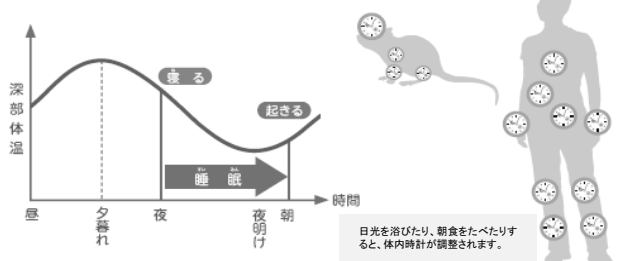 深部体温
寝る
起きる
睡眠
時間
昼
夕暮れ
夜
夜明け
朝
日光を浴びたり、朝食をたべたりす
ると、体内時計が調整されます。